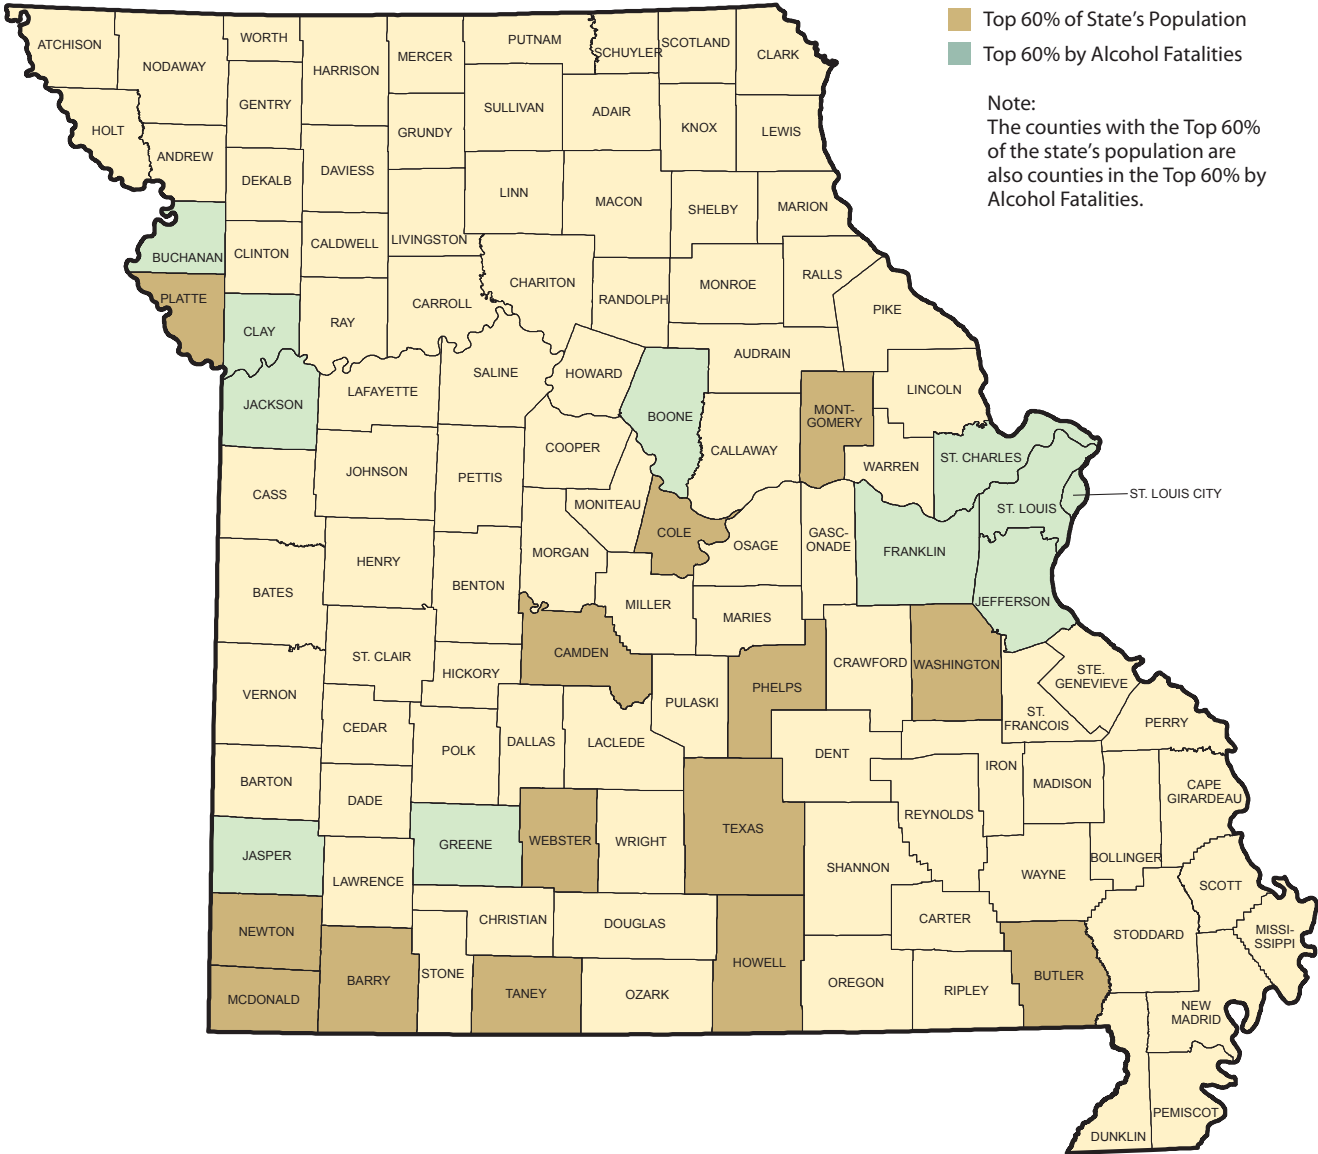 Top 60% of State's Population
Top 60% by Alcohol Fatalities
Note:
The counties with the Top 60%
of the state's population are
also counties in the Top 60% by
Alcohol Fatalities.
ATCHISON
NODAWAY
WORTH
HARRISON
MERCER
PUTNAM
SCHUYLER
SCOTLAND
CLARK
HOLT
GENTRY
GRUNDY
SULLIVAN
ADAIR
KNOX
LEWIS
ANDREW
DEKALB
DAVIESS
LINN
MACON
SHELBY
MARION
BUCHANAN
CLINTON
CALDWELL
LIVINGSTON
CHARITON
RANDOLPH
MONROE
RALLS
PIKE
PLATTE
CLAY
RAY
CARROLL
SALINE
HOWARD
AUDRAIN
LINCOLN
JACKSON
LAFAYETTE
BOONE
MONT-
GOMERY
CALLAWAY
WARREN
ST. CHARLES
ST. LOUIS CITY
ST. LOUIS
CASS
JOHNSON
PETTIS
COOPER
MONITEAU
COLE
OSAGE
GASC-
ONADE
FRANKLIN
JEFFERSON
BATES
HENRY
BENTON
MORGAN
MILLER
MARIES
VERNON
ST. CLAIR
HICKORY
CAMDEN
PULASKI
PHELPS
CRAWFORD
WASHINGTON
STE.
GENEVIEVE
ST.
FRANCOIS
PERRY
CEDAR
POLK
DALLAS
LACLEDE
DENT
IRON
MADISON
CAPE
GIRARDEAU
BARTON
DADE
REYNOLDS
JASPER
GREENE
WEBSTER
WRIGHT
TEXAS
SHANNON
WAYNE
BOLLINGER
SCOTT
LAWRENCE
CHRISTIAN
DOUGLAS
CARTER
STODDARD
MISSI-
SSIPPI
NEWTON
BARRY
STONE
TANEY
OZARK
HOWELL
OREGON
RIPLEY
BUTLER
MCDONALD
NEW
MADRID
PEMISCOT
DUNKLIN